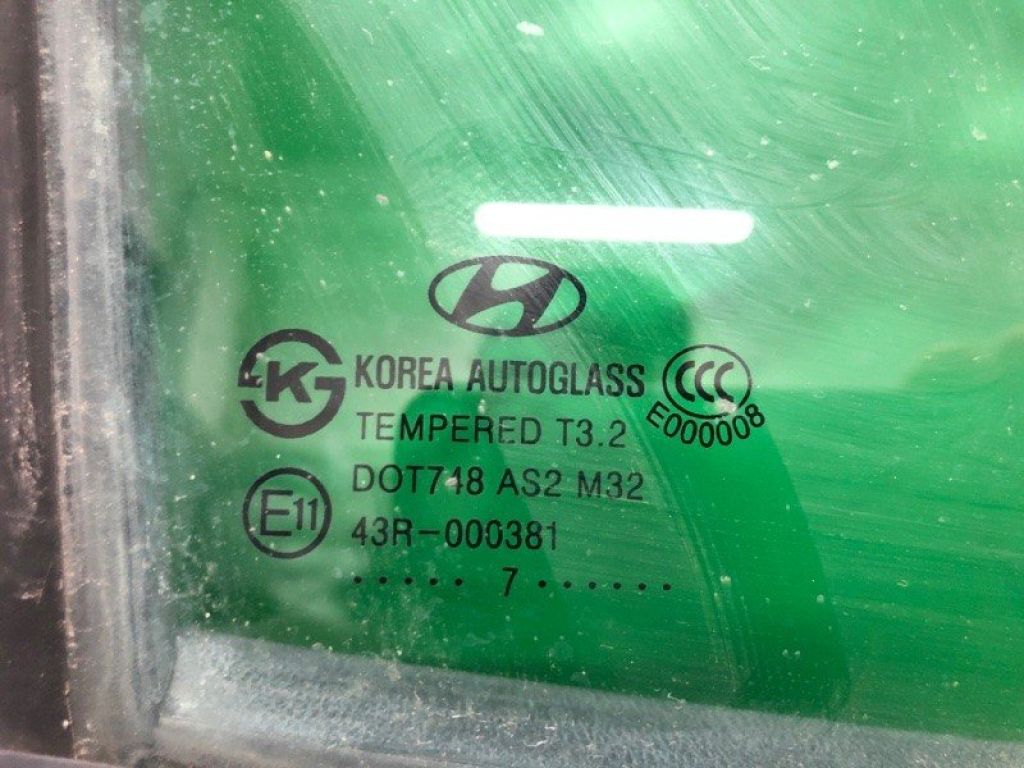 KOREA AUTOGLASS
CCC
E000008
K
TEMPERED T3.2
DOT748 AS2 M32
E11
43R-000381
..... 7 ......